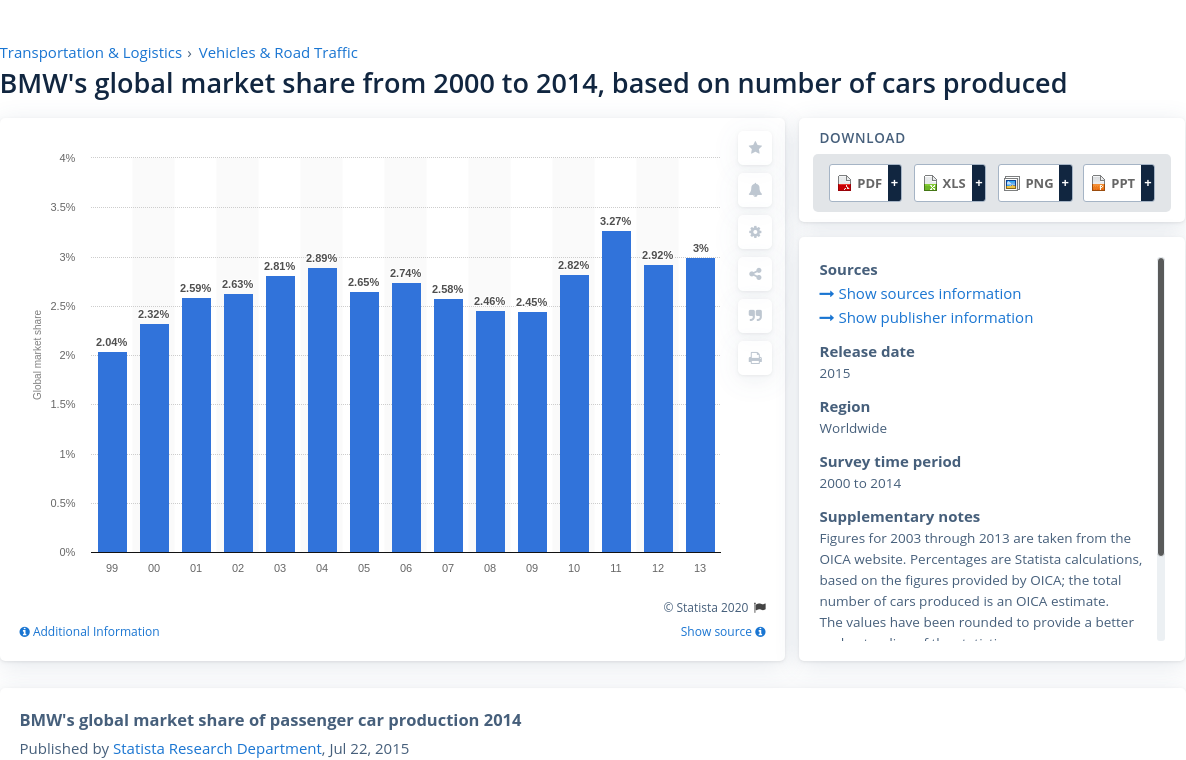 Transportation & Logistics › Vehicles & Road Traffic
BMW's global market share from 2000 to 2014, based on number of cars produced
Global market share
4%
3.5%
3%
2.5%
2%
1.5%
1%
0.5%
0%
2.04%
2.32%
2.59%
2.63%
2.81%
2.89%
2.65%
2.74%
2.58%
2.46%
2.45%
2.82%
3.27%
2.92%
3%
99 00 01 02 03 04 05 06 07 08 09 10 11 12 13
© Statista 2020
Additional Information
Show source
DOWNLOAD
PDF + XLS + PNG + PPT +
Sources
Show sources information
Show publisher information
Release date
2015
Region
Worldwide
Survey time period
2000 to 2014
Supplementary notes
Figures for 2003 through 2013 are taken from the
OICA website. Percentages are Statista calculations,
based on the figures provided by OICA; the total
number of cars produced is an OICA estimate.
The values have been rounded to provide a better
BMW's global market share of passenger car production 2014
Published by Statista Research Department, Jul 22, 2015